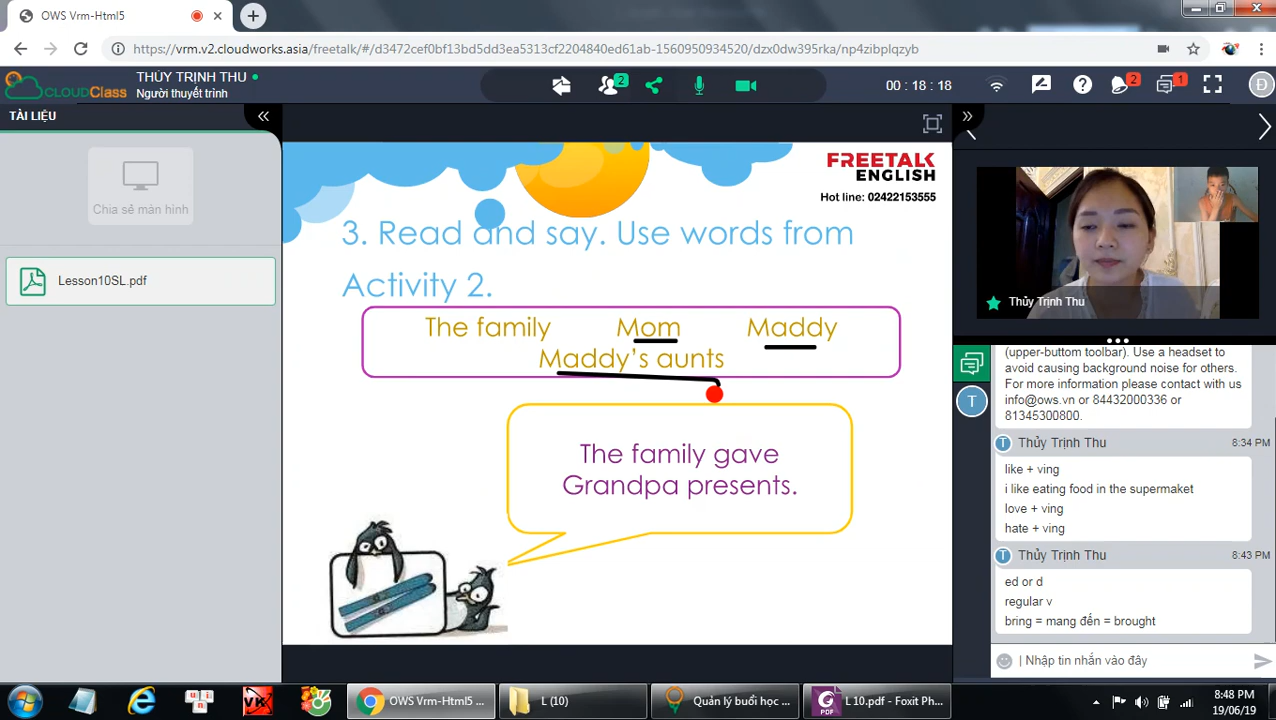 OWS Vrm-Html5
https://vrm.v2.cloudworks.asia/freetalk/#/d3472cef0bf13bd5dd3ea5313cf2204840ed61ab-1560950934520/dzx0dw395rka/np4zibplqzyb
CLOUDClass
THỦY TRỊNH THU
Người thuyết trình
2
00 : 18 : 18
2
1
Đ
TÀI LIỆU
Chia sẻ màn hình
Lesson10SL.pdf
FREETALK
ENGLISH
Hot line: 02422153555
3. Read and say. Use words from
Activity 2.
The family Mom Maddy
Maddy's aunts
The family gave
Grandpa presents.
Thủy Trịnh Thu
(upper-buttom toolbar). Use a headset to
avoid causing background noise for others.
For more information please contact with us
info@ows.vn or 84432000336 or
81345300800.
T
T Thủy Trịnh Thu 8:34 PM
like + ving
i like eating food in the supermaket
love + ving
hate + ving
T Thủy Trịnh Thu 8:43 PM
ed or d
regular v
bring = mang đến = brought
Nhập tin nhắn vào đây
OWS Vrm-Html5 ...
L (10)
Quản lý buổi học ...
L 10.pdf - Foxit Ph...
8:48 PM
19/06/19